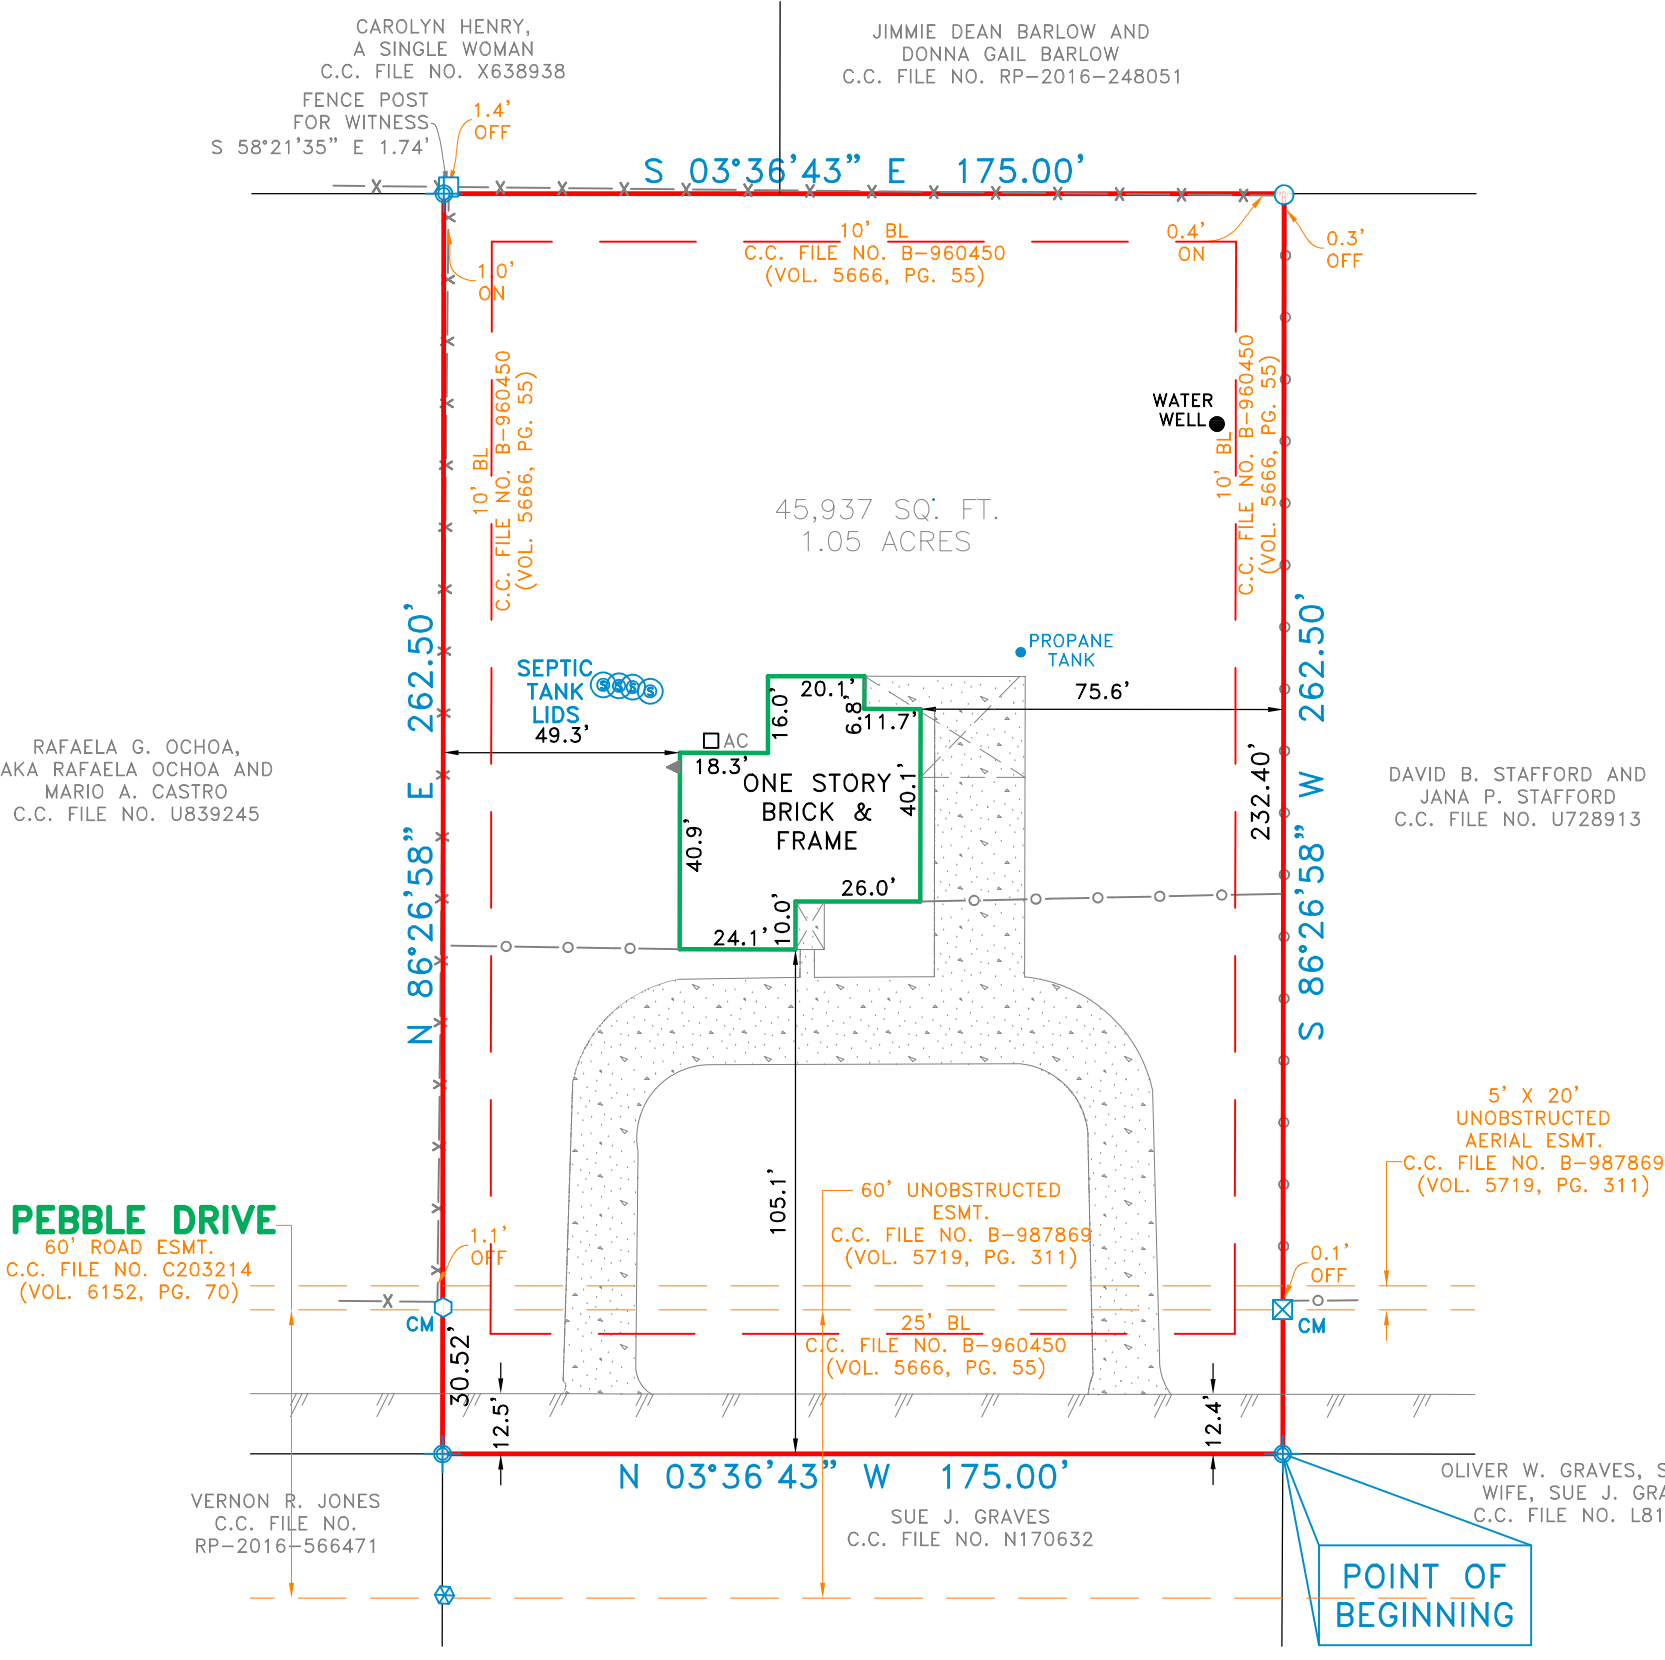 CAROLYN HENRY,
A SINGLE WOMAN
C.C. FILE NO. X638938
JIMMIE DEAN BARLOW AND
DONNA GAIL BARLOW
C.C. FILE NO. RP-2016-248051
FENCE POST
FOR WITNESS
S 58°21'35" E 1.74'
1.4'
OFF
S 03°36'43" E 175.00'
10' BL
C.C. FILE NO. B-960450
(VOL. 5666, PG. 55)
0.4'
ON
0.3'
OFF
1.0'
ON
10' BL
C.C. FILE NO. B-960450
(VOL. 5666, PG. 55)
WATER
WELL
10' BL
C.C. FILE NO. B-960450
(VOL. 5666, PG. 55)
45,937 SQ. FT.
1.05 ACRES
N 86°26'58" E 262.50'
S 86°26'58" W 262.50'
PROPANE
TANK
SEPTIC
TANK
LIDS
S S S S
49.3'
75.6'
20.1'
16.0'
6.8'
11.7'
AC
18.3'
ONE STORY
BRICK &
FRAME
40.1'
40.9'
26.0'
10.0'
24.1'
232.40'
RAFAELA G. OCHOA,
AKA RAFAELA OCHOA AND
MARIO A. CASTRO
C.C. FILE NO. U839245
DAVID B. STAFFORD AND
JANA P. STAFFORD
C.C. FILE NO. U728913
105.1'
5' X 20'
UNOBSTRUCTED
AERIAL ESMT.
C.C. FILE NO. B-987869
(VOL. 5719, PG. 311)
60' UNOBSTRUCTED
ESMT.
C.C. FILE NO. B-987869
(VOL. 5719, PG. 311)
PEBBLE DRIVE
60' ROAD ESMT.
C.C. FILE NO. C203214
(VOL. 6152, PG. 70)
1.1'
OFF
0.1'
OFF
CM
CM
25' BL
C.C. FILE NO. B-960450
(VOL. 5666, PG. 55)
30.52'
12.5'
12.4'
N 03°36'43" W 175.00'
VERNON R. JONES
C.C. FILE NO.
RP-2016-566471
SUE J. GRAVES
C.C. FILE NO. N170632
OLIVER W. GRAVES,
WIFE, SUE J.
C.C. FILE NO.
POINT OF
BEGINNING